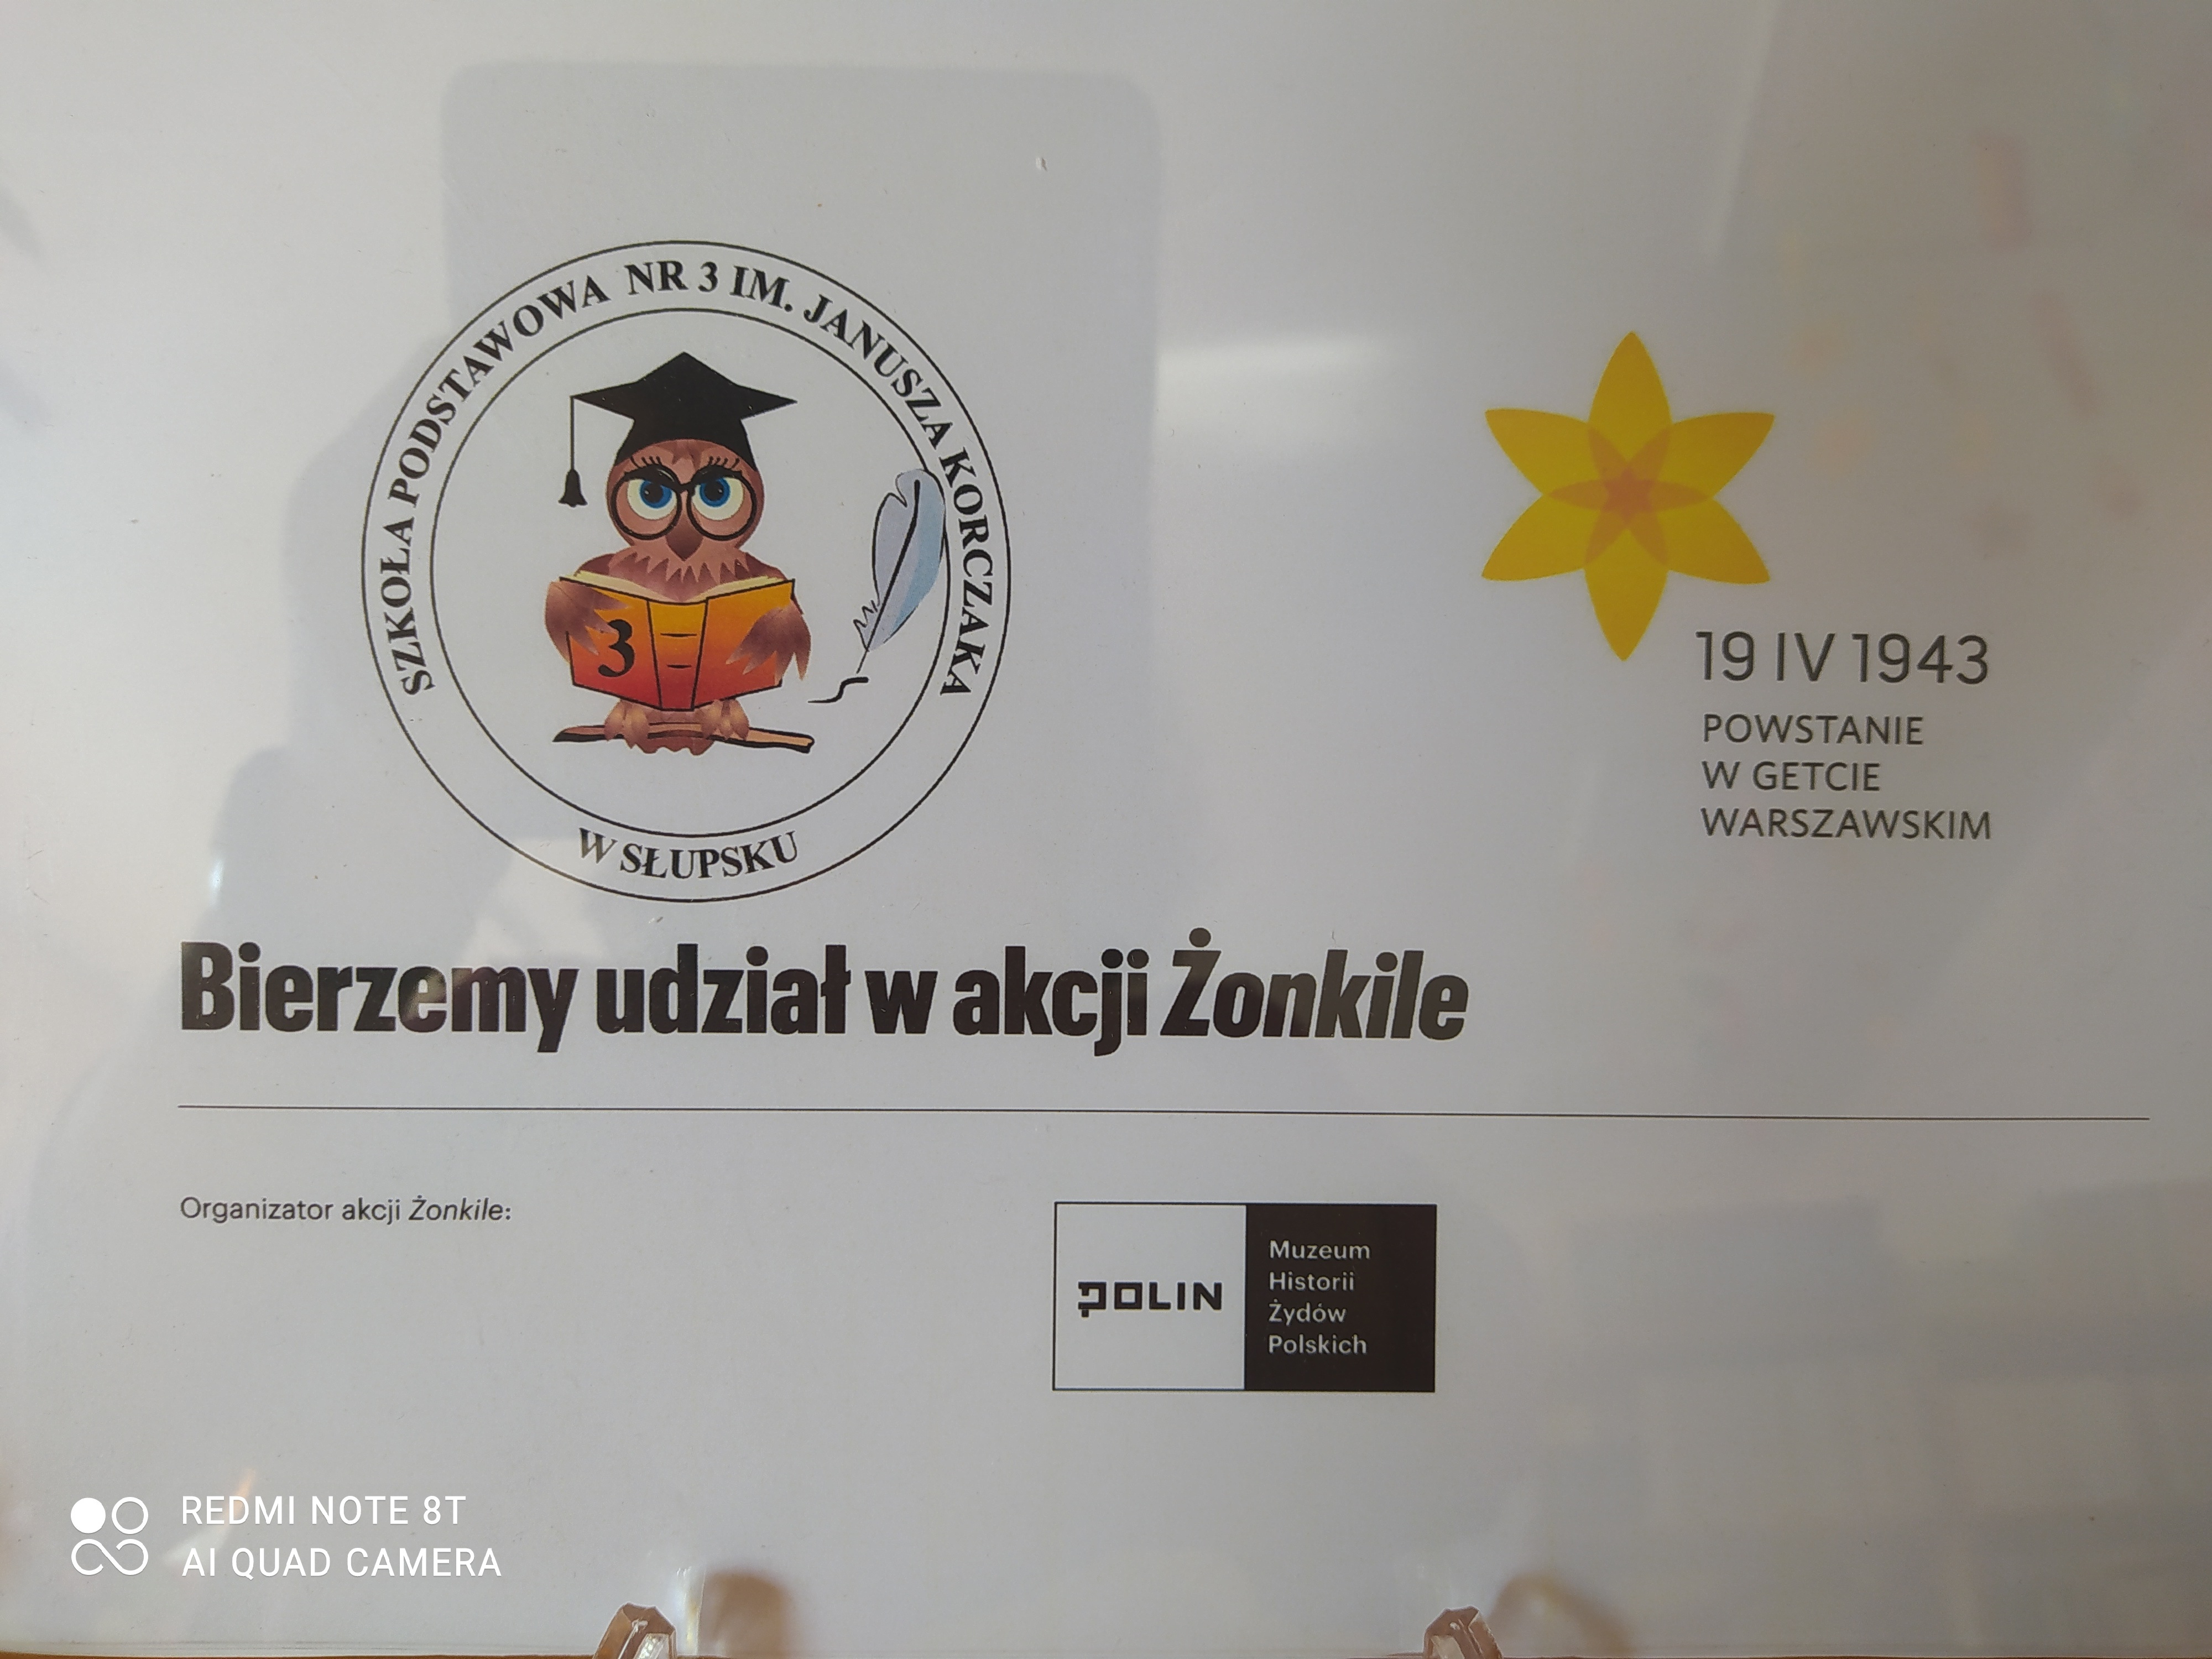 SZKOŁA PODSTAWOWA NR 3 IM. JANUSZA KORCZAKA
W SŁUPSKU
3
19 IV 1943
POWSTANIE
W GETCIE
WARSZAWSKIM
Bierzemy udział w akcji Żonkile
Organizator akcji Żonkile:
POLIN
Muzeum
Historii
Żydów
Polskich
REDMI NOTE 8T
AI QUAD CAMERA